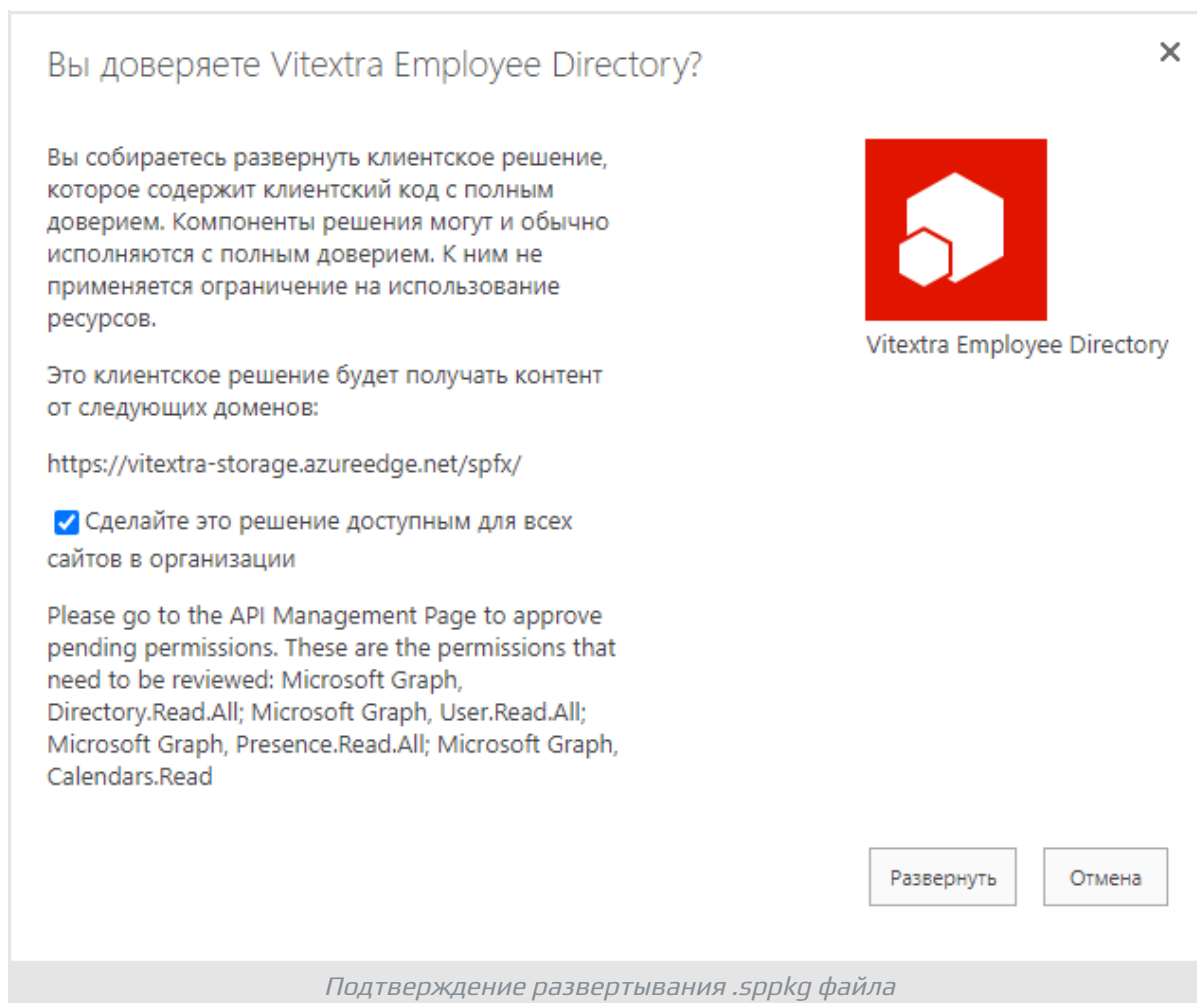 Вы доверяете Vitextra Employee Directory?
Вы собираетесь развернуть клиентское решение,
которое содержит клиентский код с полным
доверием. Компоненты решения могут и обычно
исполняются с полным доверием. К ним не
применяется ограничение на использование
ресурсов.
Vitextra Employee Directory
Это клиентское решение будет получать контент
от следующих доменов:
https://vitextra-storage.azureedge.net/spfx/
Сделайте это решение доступным для всех
сайтов в организации
Please go to the API Management Page to approve
pending permissions. These are the permissions that
need to be reviewed: Microsoft Graph,
Directory.Read.All; Microsoft Graph, User.Read.All;
Microsoft Graph, Presence.Read.All; Microsoft Graph,
Calendars.Read
Развернуть
Отмена
Подтверждение развертывания .sppkg файла